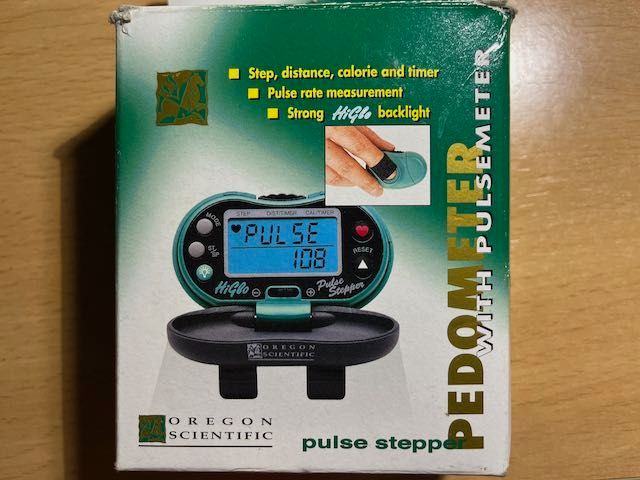 Step, distance, calorie and timer
Pulse rate measurement
Strong HiGlo backlight
PEDOMETER
WITH PULSEMETER
STEP DIST/TIMER CAL/TIMER
MODE
PULSE
108
RESET
HiGlo
Pulse
Stepper
OREGON
SCIENTIFIC
OREGON
SCIENTIFIC
pulse stepper